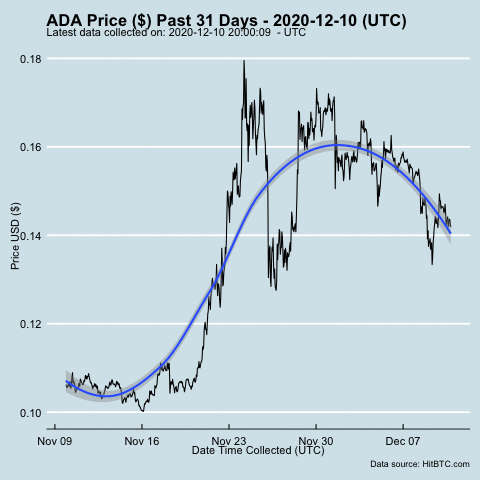 ADA Price ($) Past 31 Days - 2020-12-10 (UTC)
Latest data collected on: 2020-12-10 20:00:09 - UTC
0.18
0.16
0.14
0.12
0.10
Price USD ($)
Nov 09 Nov 16 Nov 23 Nov 30 Dec 07
Date Time Collected (UTC)
Data source: HitBTC.com